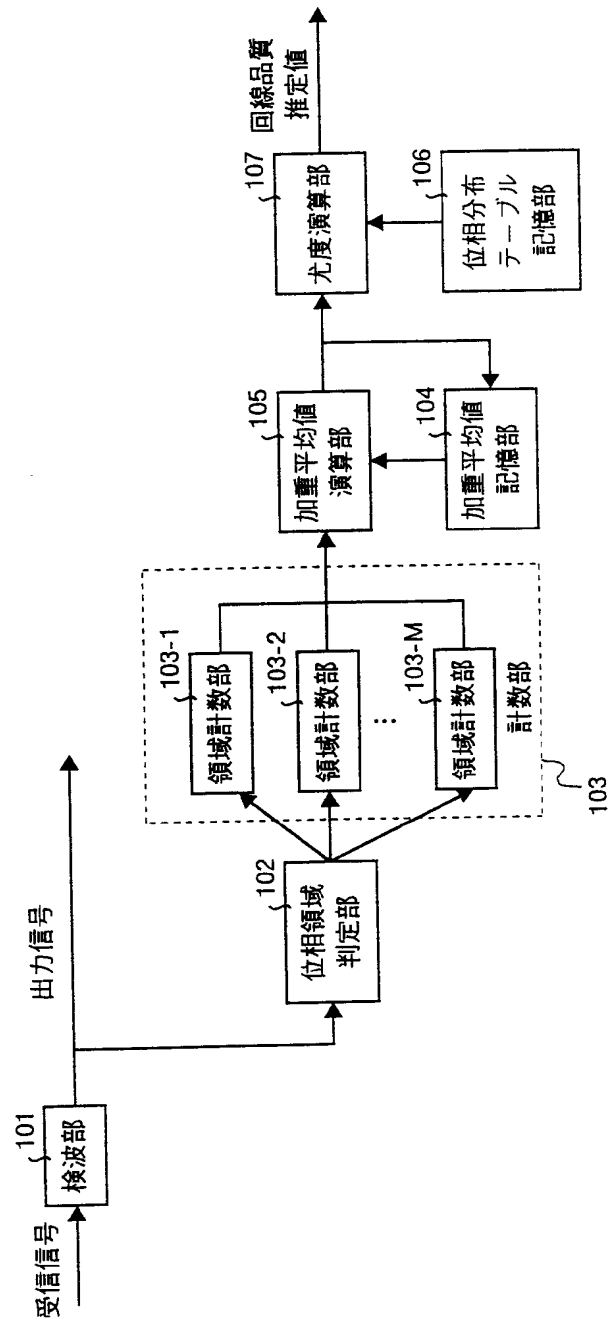 受信信号
101
検波部
出力信号
102
位相領域
判定部
103-1
領域計数部
103-2
領域計数部
⋯
103-M
領域計数部
計数部
103
105
加重平均値
演算部
104
加重平均値
記憶部
107
尤度演算部
106
位相分布
テーブル
記憶部
回線品質
推定値